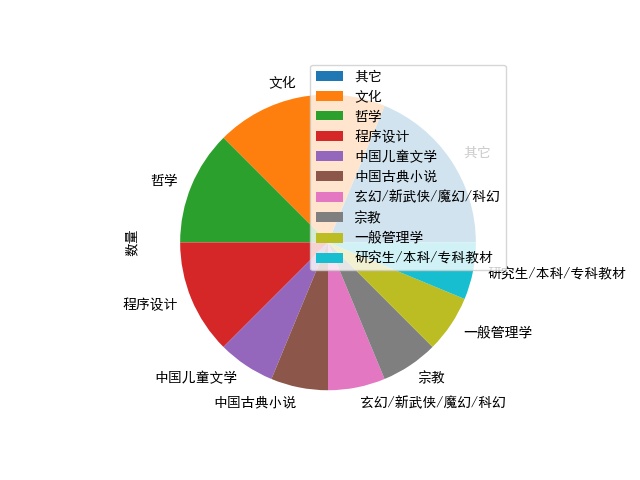 文化
其它
文化
哲学
程序设计
中国儿童文学
中国古典小说
玄幻/新武侠/魔幻/科幻
宗教
一般管理学
研究生/本科/专科教材
其它
哲学
数量
研究生/本科/专科教材
程序设计
一般管理学
中国儿童文学
宗教
中国古典小说
玄幻/新武侠/魔幻/科幻